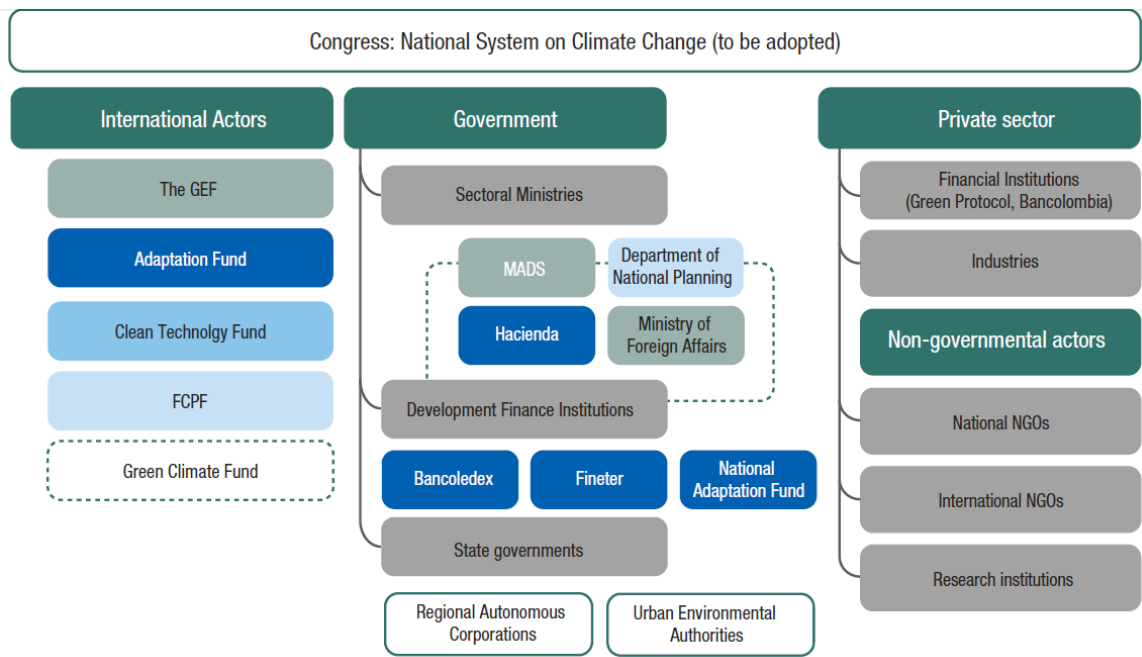 Congress: National System on Climate Change (to be adopted)
International Actors
The GEF
Adaptation Fund
Clean Technolgy Fund
FCPF
Green Climate Fund
Government
Sectoral Ministries
MADS
Department of
National Planning
Hacienda
Ministry of
Foreign Affairs
Development Finance Institutions
Bancoledex
Fineter
National
Adaptation Fund
State governments
Regional Autonomous
Corporations
Urban Environmental
Authorities
Private sector
Financial Institutions
(Green Protocol, Bancolombia)
Industries
Non-governmental actors
National NGOs
International NGOs
Research institutions